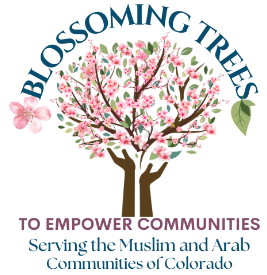 BLOSSOMING TREES
TO EMPOWER COMMUNITIES
Serving the Muslim and Arab
Communities of Colorado